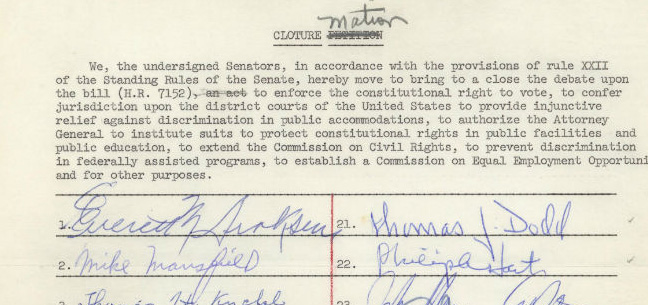 motion
CLOTURE PETITION
We, the undersigned Senators, in accordance with the provisions of rule XXII
of the Standing Rules of the Senate, hereby move to bring to a close the debate upon
the bill (H.R. 7152), an act to enforce the constitutional right to vote, to confer
jurisdiction upon the district courts of the United States to provide injunctive
relief against discrimination in public accommodations, to authorize the Attorney
General to institute suits to protect constitutional rights in public facilities and
public education, to extend the Commission on Civil Rights, to prevent discrimination
in federally assisted programs, to establish a Commission on Equal Employment Opportuni
and for other purposes.
1. Everett M Dirksen 21. Thomas J. Dodd
2. Mike Mansfield 22. Philip A Hart
3. Thomas H. Kuchel 23.